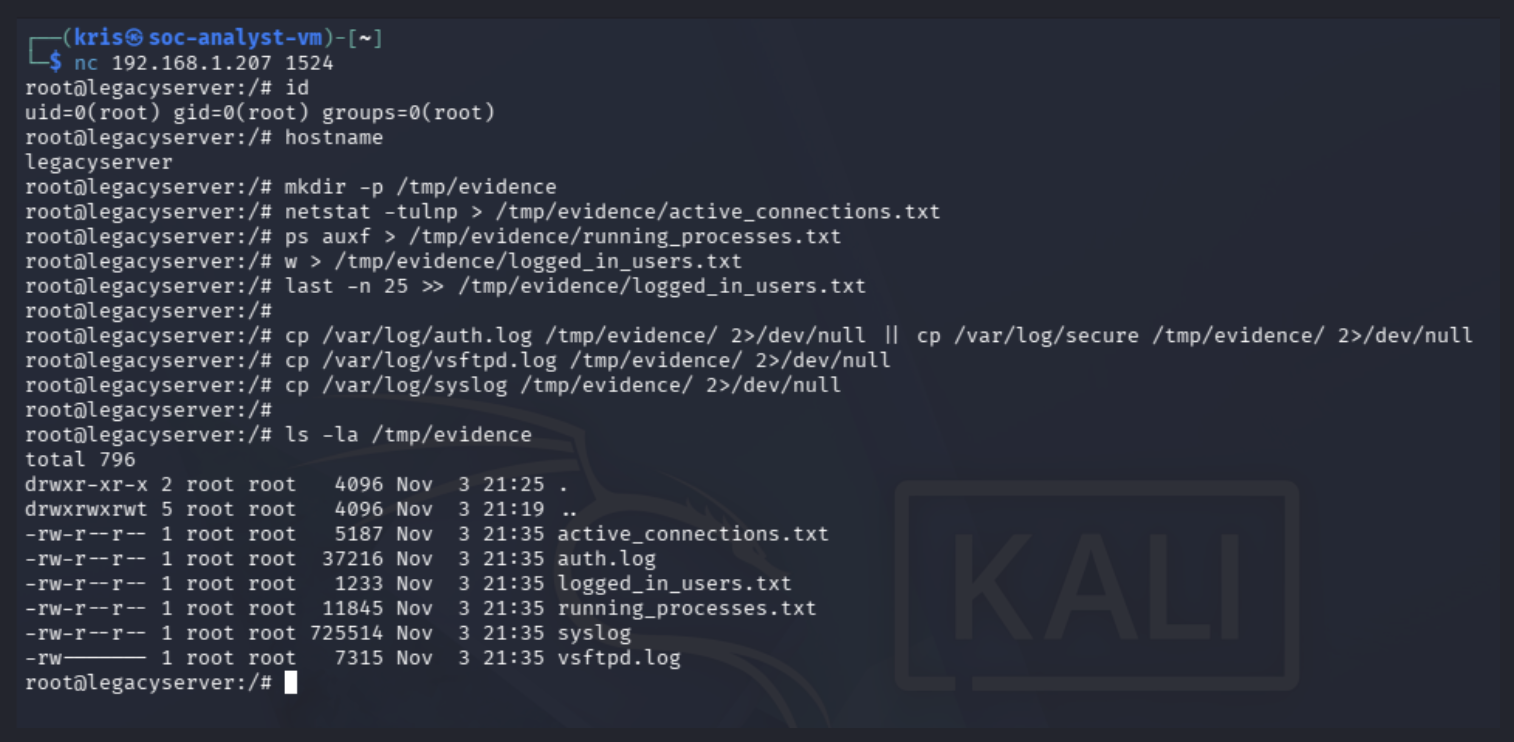 ┌──(kris㉿soc-analyst-vm)-[~]
└─$ nc 192.168.1.207 1524
root@legacyserver:/# id
uid=0(root) gid=0(root) groups=0(root)
root@legacyserver:/# hostname
legacyserver
root@legacyserver:/# mkdir -p /tmp/evidence
root@legacyserver:/# netstat -tulnp > /tmp/evidence/active_connections.txt
root@legacyserver:/# ps auxf > /tmp/evidence/running_processes.txt
root@legacyserver:/# w > /tmp/evidence/logged_in_users.txt
root@legacyserver:/# last -n 25 >> /tmp/evidence/logged_in_users.txt
root@legacyserver:/#
root@legacyserver:/# cp /var/log/auth.log /tmp/evidence/ 2>/dev/null || cp /var/log/secure /tmp/evidence/ 2>/dev/null
root@legacyserver:/# cp /var/log/vsftpd.log /tmp/evidence/ 2>/dev/null
root@legacyserver:/# cp /var/log/syslog /tmp/evidence/ 2>/dev/null
root@legacyserver:/#
root@legacyserver:/# ls -la /tmp/evidence
total 796
drwxr-xr-x 2 root root   4096 Nov  3 21:25 .
drwxrwxrwt 5 root root   4096 Nov  3 21:19 ..
-rw-r--r-- 1 root root   5187 Nov  3 21:35 active_connections.txt
-rw-r--r-- 1 root root  37216 Nov  3 21:35 auth.log
-rw-r--r-- 1 root root   1233 Nov  3 21:35 logged_in_users.txt
-rw-r--r-- 1 root root  11845 Nov  3 21:35 running_processes.txt
-rw-r--r-- 1 root root 725514 Nov  3 21:35 syslog
-rw------- 1 root root   7315 Nov  3 21:35 vsftpd.log
root@legacyserver:/#
KALI